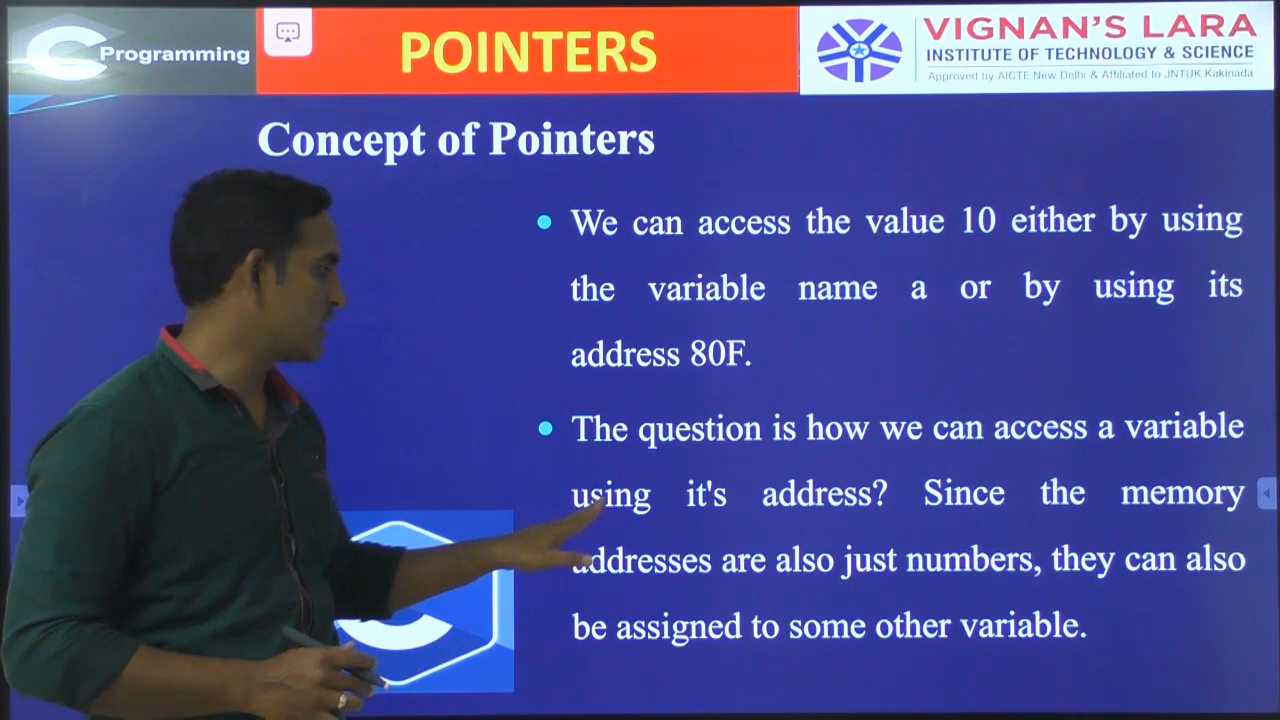 Programming
POINTERS
VIGNAN'S LARA
INSTITUTE OF TECHNOLOGY & SCIENCE
Approved by AICTE New Delhi & Affiliated to JNTUK Kakinada
Concept of Pointers
• We can access the value 10 either by using
the variable name a or by using its
address 80F.
• The question is how we can access a variable
using it's address? Since the memory
addresses are also just numbers, they can also
be assigned to some other variable.